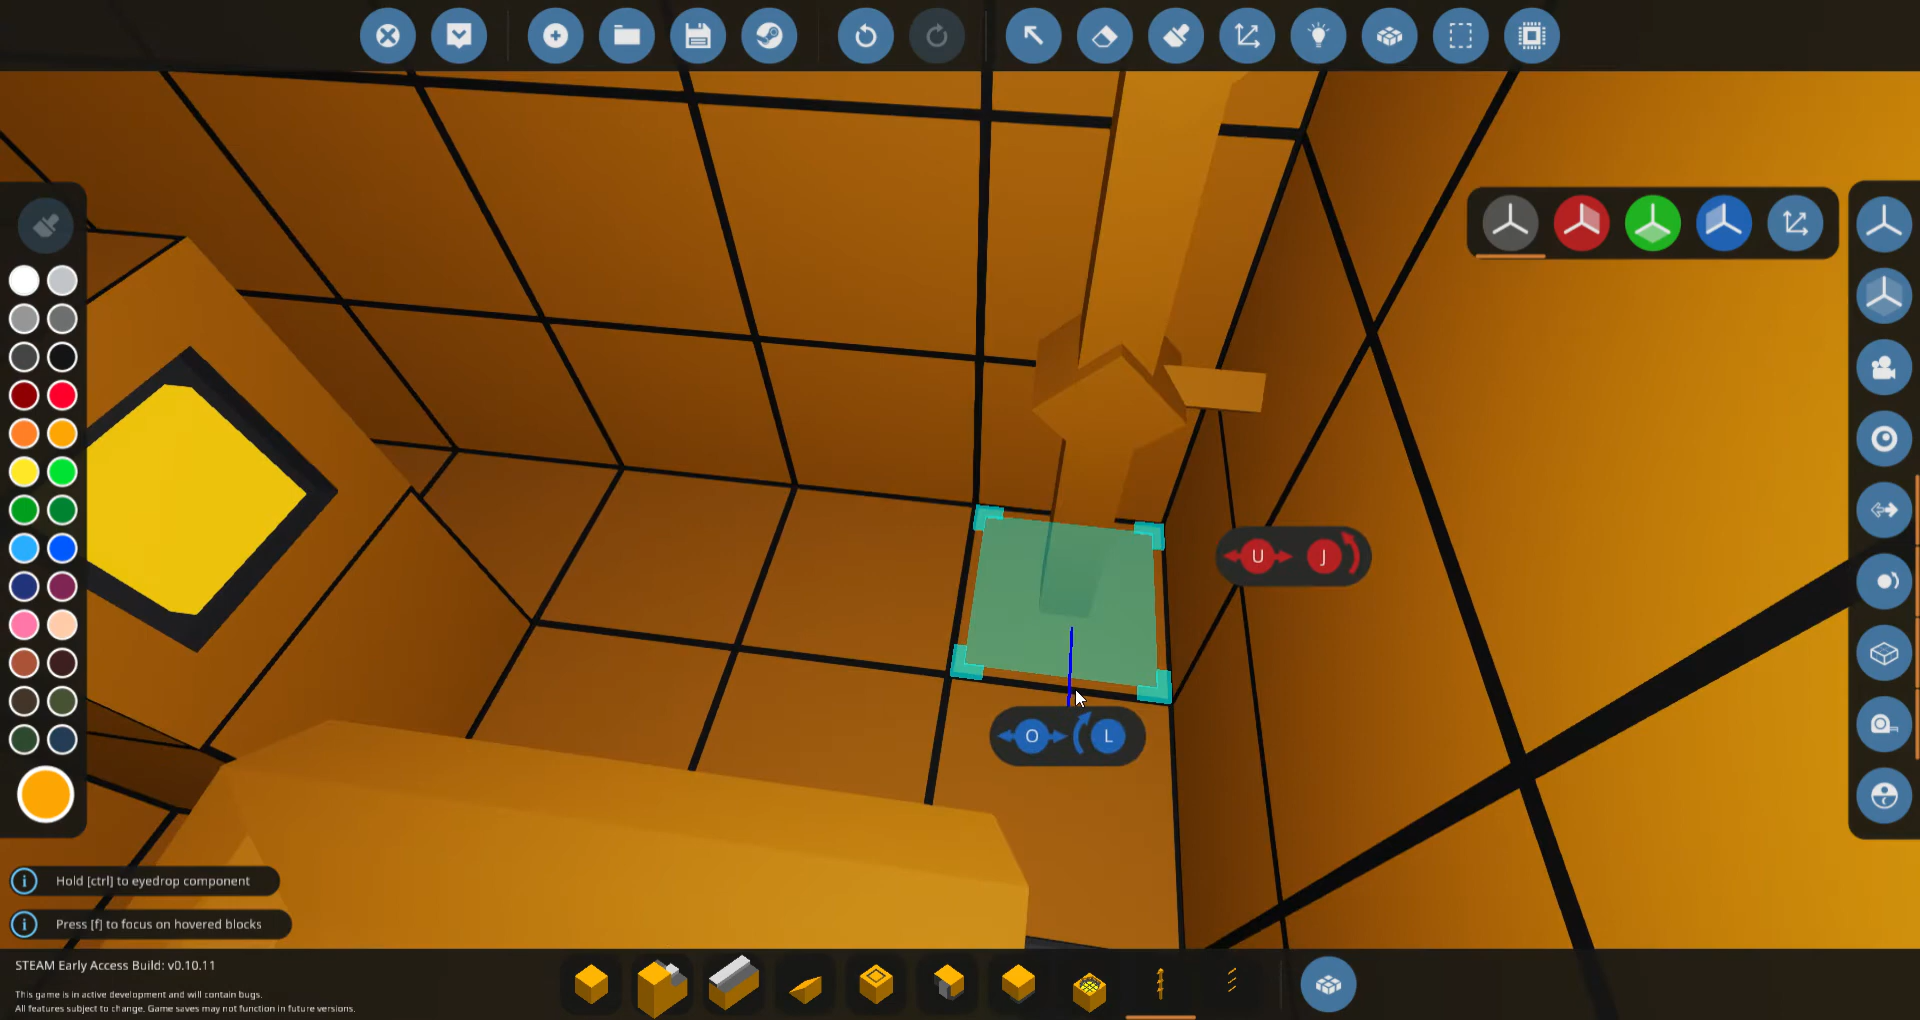 U J
O L
Hold [ctrl] to eyedrop component
Press [f] to focus on hovered blocks
STEAM Early Access Build: v0.10.11
This game is in active development and will contain bugs.
All features subject to change. Game saves may not function in future versions.